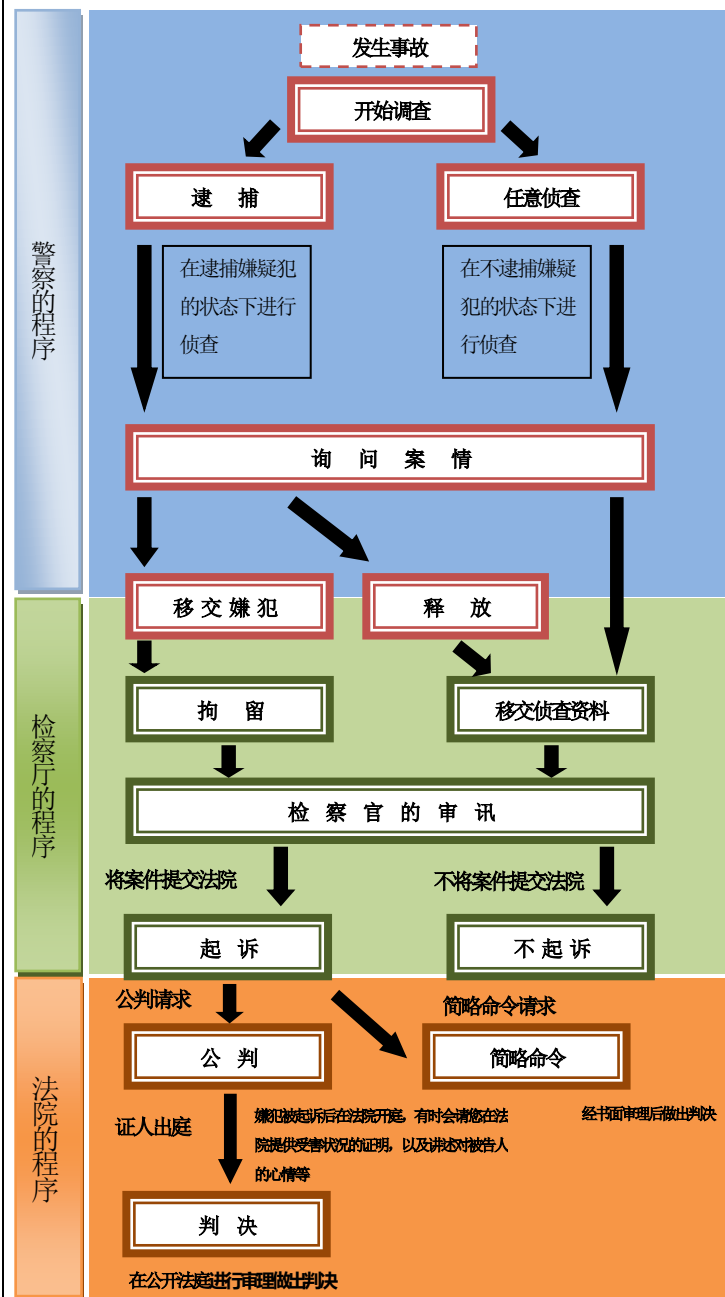 警察的程序
发生事故
开始调查
逮 捕
任意侦查
在逮捕嫌疑犯
的状态下进行
侦查
在不逮捕嫌疑
犯的状态下进
行侦查
询 问 案 情
移 交 嫌 犯
释 放
检察厅的程序
拘 留
移交侦查资料
检 察 官 的 审 讯
将案件提交法院
不将案件提交法院
起 诉
不 起 诉
法院的程序
公判请求
简略命令请求
公 判
简略命令
证人出庭
嫌犯被起诉后在法院开庭，有时会请您在法
院提供受害状况的证明，以及讲述对被告人
的心情等
经书面审理后做出判决
判 决
在公开法庭进行审理做出判决